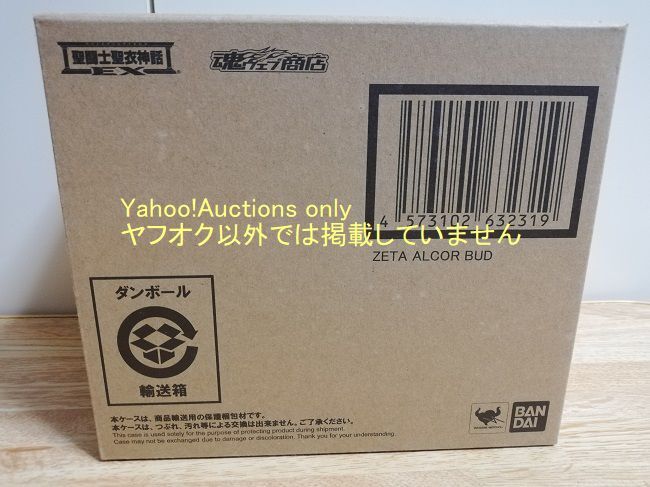 聖闘士聖衣神話
EX
魂ウェブ商店
4 573102 632319
ZETA ALCOR BUD
Yahoo!Auctions only
ヤフオク以外では掲載していません
ダンボール
輸送箱
本ケースは、商品輸送用の保護梱包材です。
本ケースは、つぶれ、汚れ等による交換は出来ません。ご了承ください。
This case is used solely for the purpose of protecting product during shipment.
Case may not be exchanged due to damage or discoloration. Thank you for your understanding.
BAN
DAI